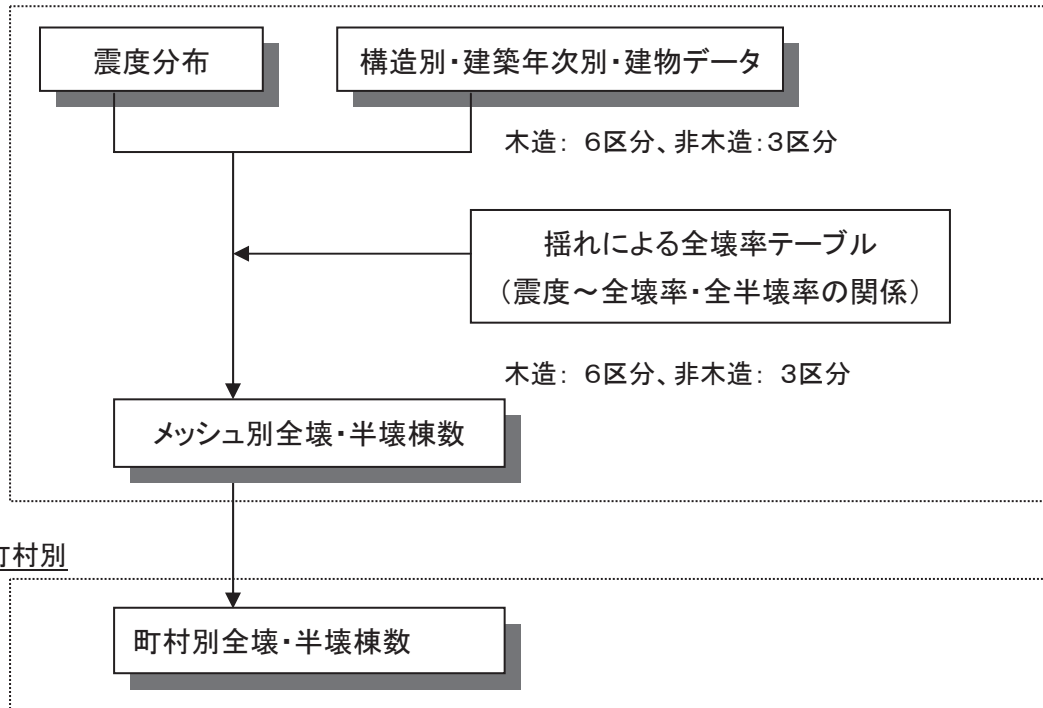 震度分布
構造別・建築年次別・建物データ
木造： 6区分、非木造：3区分
揺れによる全壊率テーブル
（震度～全壊率・全半壊率の関係）
木造： 6区分、非木造： 3区分
メッシュ別全壊・半壊棟数
町村別
町村別全壊・半壊棟数